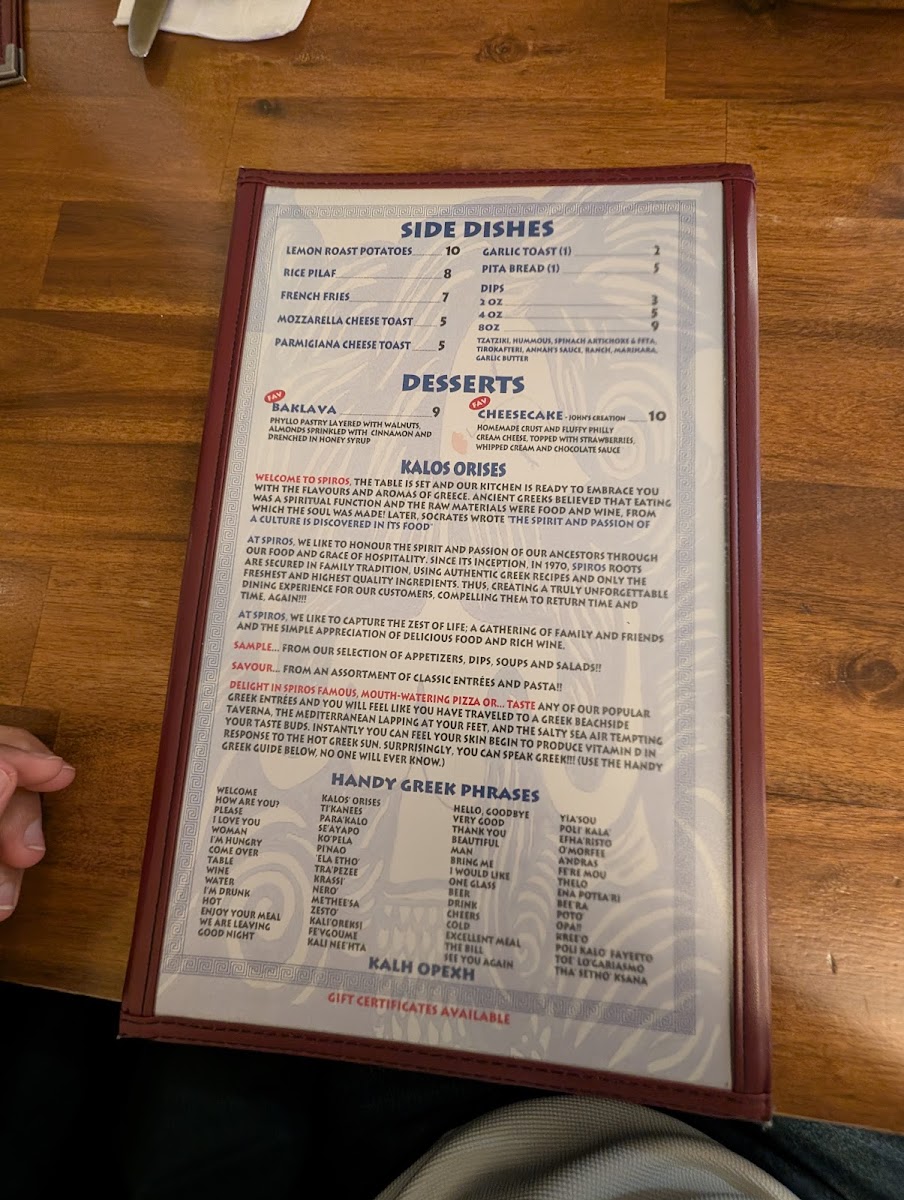 SIDE DISHES
LEMON ROAST POTATOES 10
RICE PILAF 8
FRENCH FRIES 7
MOZZARELLA CHEESE TOAST 5
PARMIGIANA CHEESE TOAST 5
GARLIC TOAST (1) 2
PITA BREAD (1) 5
DIPS
2 OZ 3
4 OZ 5
8OZ 9
TZATZIKI, HUMMOUS, SPINACH ARTICHOKE & FETA,
TIROKAFTERI, ANNAH'S SAUCE, RANCH, MARINARA,
GARLIC BUTTER
DESSERTS
FAV
BAKLAVA 9
PHYLLO PASTRY LAYERED WITH WALNUTS,
ALMONDS SPRINKLED WITH CINNAMON AND
DRENCHED IN HONEY SYRUP
FAV
CHEESECAKE - JOHN'S CREATION 10
HOMEMADE CRUST AND FLUFFY PHILLY
CREAM CHEESE, TOPPED WITH STRAWBERRIES,
WHIPPED CREAM AND CHOCOLATE SAUCE
KALOS ORISES
WELCOME TO SPIROS, THE TABLE IS SET AND OUR KITCHEN IS READY TO EMBRACE YOU
WITH THE FLAVOURS AND AROMAS OF GREECE. ANCIENT GREEKS BELIEVED THAT EATING
WAS A SPIRITUAL FUNCTION AND THE RAW MATERIALS WERE FOOD AND WINE, FROM
WHICH THE SOUL WAS MADE! LATER, SOCRATES WROTE "THE SPIRIT AND PASSION OF
A CULTURE IS DISCOVERED IN ITS FOOD"
AT SPIROS, WE LIKE TO HONOUR THE SPIRIT AND PASSION OF OUR ANCESTORS THROUGH
OUR FOOD AND GRACE OF HOSPITALITY. SINCE ITS INCEPTION, IN 1970, SPIROS ROOTS
ARE SECURED IN FAMILY TRADITION, USING AUTHENTIC GREEK RECIPES AND ONLY THE
FRESHEST AND HIGHEST QUALITY INGREDIENTS. THUS, CREATING A TRULY UNFORGETTABLE
DINING EXPERIENCE FOR OUR CUSTOMERS, COMPELLING THEM TO RETURN TIME AND
TIME, AGAIN!!!
AT SPIROS, WE LIKE TO CAPTURE THE ZEST OF LIFE; A GATHERING OF FAMILY AND FRIENDS
AND THE SIMPLE APPRECIATION OF DELICIOUS FOOD AND RICH WINE.
SAMPLE... FROM OUR SELECTION OF APPETIZERS, DIPS, SOUPS AND SALADS!!
SAVOUR... FROM AN ASSORTMENT OF CLASSIC ENTRÉES AND PASTA!!
DELIGHT IN SPIROS FAMOUS, MOUTH-WATERING PIZZA OR... TASTE ANY OF OUR POPULAR
GREEK ENTRÉES AND YOU WILL FEEL LIKE YOU HAVE TRAVELED TO A GREEK BEACHSIDE
TAVERNA, THE MEDITERRANEAN LAPPING AT YOUR FEET, AND THE SALTY SEA AIR TEMPTING
YOUR TASTE BUDS. INSTANTLY YOU CAN FEEL YOUR SKIN BEGIN TO PRODUCE VITAMIN D IN
RESPONSE TO THE HOT GREEK SUN. SURPRISINGLY, YOU CAN SPEAK GREEK!!! (USE THE HANDY
GREEK GUIDE BELOW, NO ONE WILL EVER KNOW.)
HANDY GREEK PHRASES
WELCOME KALOS' ORISES
HOW ARE YOU? TI'KANEES
PLEASE PARA'KALO
I LOVE YOU SE'AYAPO
WOMAN KO'PELA
I'M HUNGRY PI'NAO
COME OVER 'ELA ETHO'
TABLE TRA'PEZEE
WINE KRASSI'
WATER NERO'
I'M DRUNK ME'THEE'SA
HOT ZESTO'
ENJOY YOUR MEAL KALI'OREKSI
WE ARE LEAVING FE'VGOUME
GOOD NIGHT KALI NEE'HTA
HELLO, GOODBYE YIA'SOU
VERY GOOD POLI' KALA'
THANK YOU EFHA'RISTO
BEAUTIFUL O'MORFEE
MAN ANDRAS
BRING ME FE'RE MOU
I WOULD LIKE THELO
ONE GLASS ENA POTEA'RI
BEER BEE'RA
DRINK POTO'
CHEERS OPA!!
COLD KREE'O
EXCELLENT MEAL POLI KALO' FAYEETO
THE BILL TOE' LO'GARIASMO
SEE YOU AGAIN THA'SETHO' KSANA
KALH OPEXH
GIFT CERTIFICATES AVAILABLE